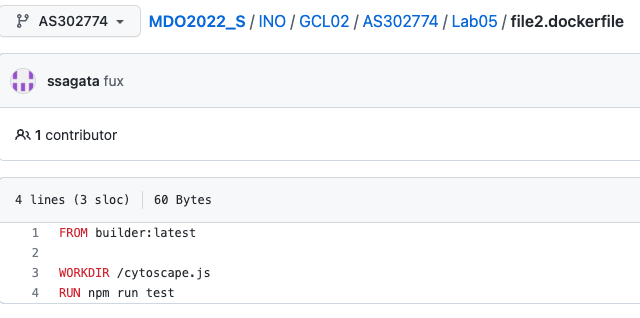 AS302774 MDO2022_S / INO / GCL02 / AS302774 / Lab05 / file2.dockerfile
ssagata fux
1 contributor
4 lines (3 sloc) 60 Bytes
1 FROM builder:latest
2
3 WORKDIR /cytoscape.js
4 RUN npm run test